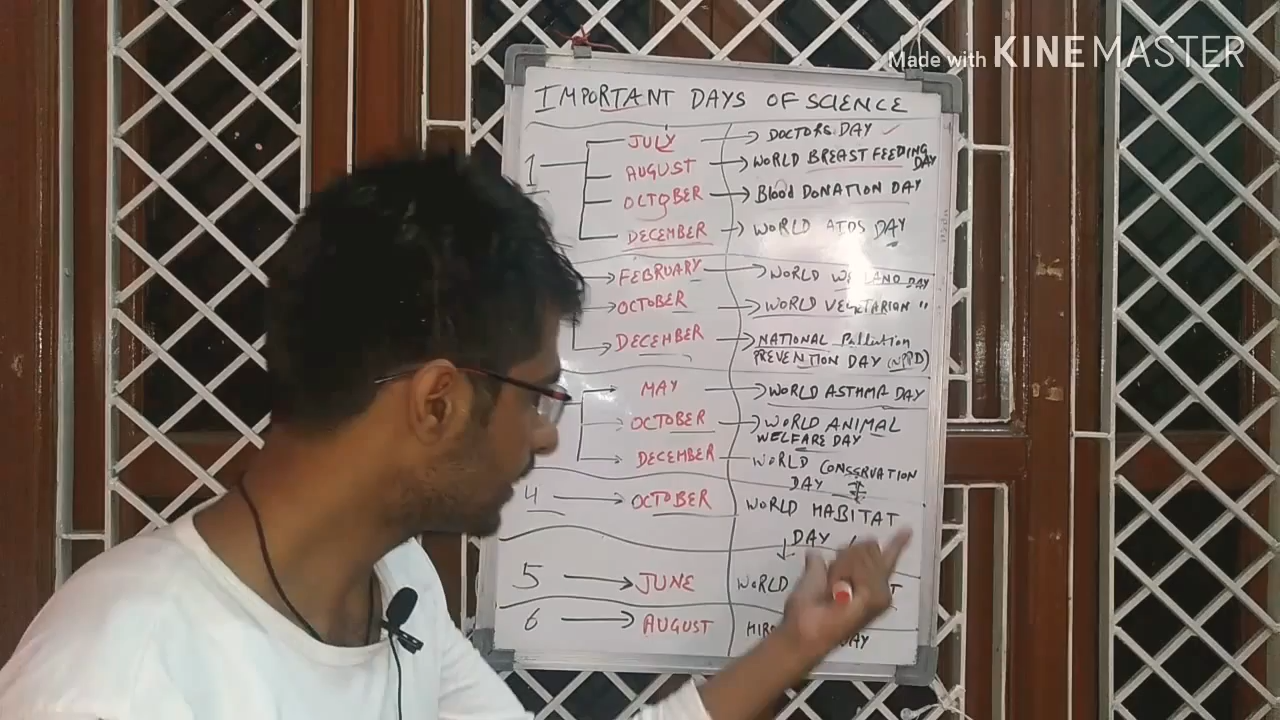 Made with KINEMASTER
IMPORTANT DAYS OF SCIENCE
1 JULY → DOCTORS DAY ✓
AUGUST → WORLD BREAST FEEDING DAY
OCTOBER → Blood DONATION DAY
DECEMBER → WORLD AIDS DAY
FEBRUARY → WORLD WETLAND DAY
OCTOBER → WORLD VEGETARIAN "
DECEMBER → NATIONAL Pollution
PREVENTION DAY (NPPD)
MAY → WORLD ASTHMA DAY
OCTOBER → WORLD ANIMAL
WELFARE DAY
DECEMBER WORLD CONSERVATION
DAY
4 → OCTOBER WORLD HABITAT
DAY
5 → JUNE WORLD
6 → AUGUST DAY